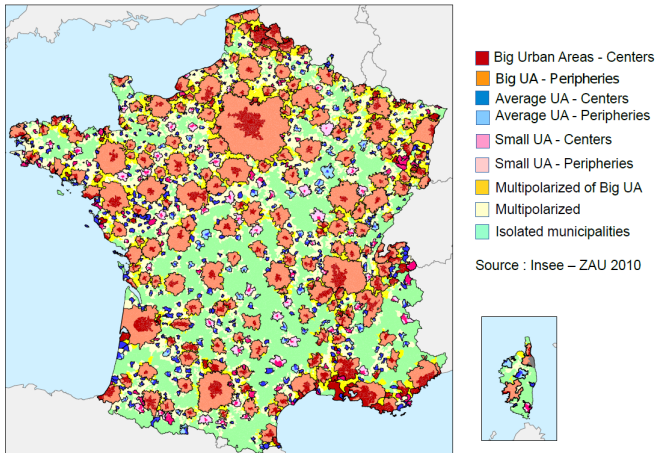 Big Urban Areas - Centers
Big UA - Peripheries
Average UA - Centers
Average UA - Peripheries
Small UA - Centers
Small UA - Peripheries
Multipolarized of Big UA
Multipolarized
Isolated municipalities
Source : Insee – ZAU 2010